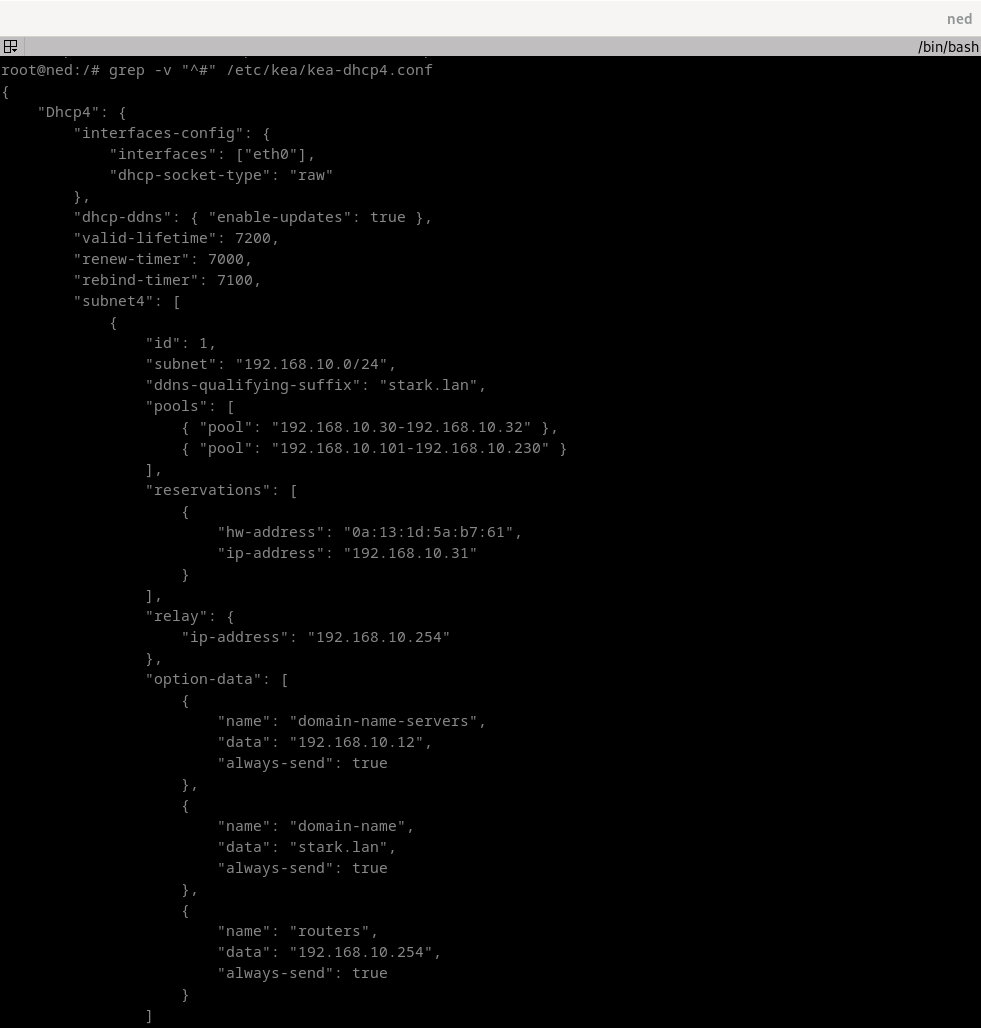 ned
/bin/bash
root@ned:/# grep -v "^#" /etc/kea/kea-dhcp4.conf
{
    "Dhcp4": {
        "interfaces-config": {
            "interfaces": ["eth0"],
            "dhcp-socket-type": "raw"
        },
        "dhcp-ddns": { "enable-updates": true },
        "valid-lifetime": 7200,
        "renew-timer": 7000,
        "rebind-timer": 7100,
        "subnet4": [
            {
                "id": 1,
                "subnet": "192.168.10.0/24",
                "ddns-qualifying-suffix": "stark.lan",
                "pools": [
                    { "pool": "192.168.10.30-192.168.10.32" },
                    { "pool": "192.168.10.101-192.168.10.230" }
                ],
                "reservations": [
                    {
                        "hw-address": "0a:13:1d:5a:b7:61",
                        "ip-address": "192.168.10.31"
                    }
                ],
                "relay": {
                    "ip-address": "192.168.10.254"
                },
                "option-data": [
                    {
                        "name": "domain-name-servers",
                        "data": "192.168.10.12",
                        "always-send": true
                    },
                    {
                        "name": "domain-name",
                        "data": "stark.lan",
                        "always-send": true
                    },
                    {
                        "name": "routers",
                        "data": "192.168.10.254",
                        "always-send": true
                    }
                ]